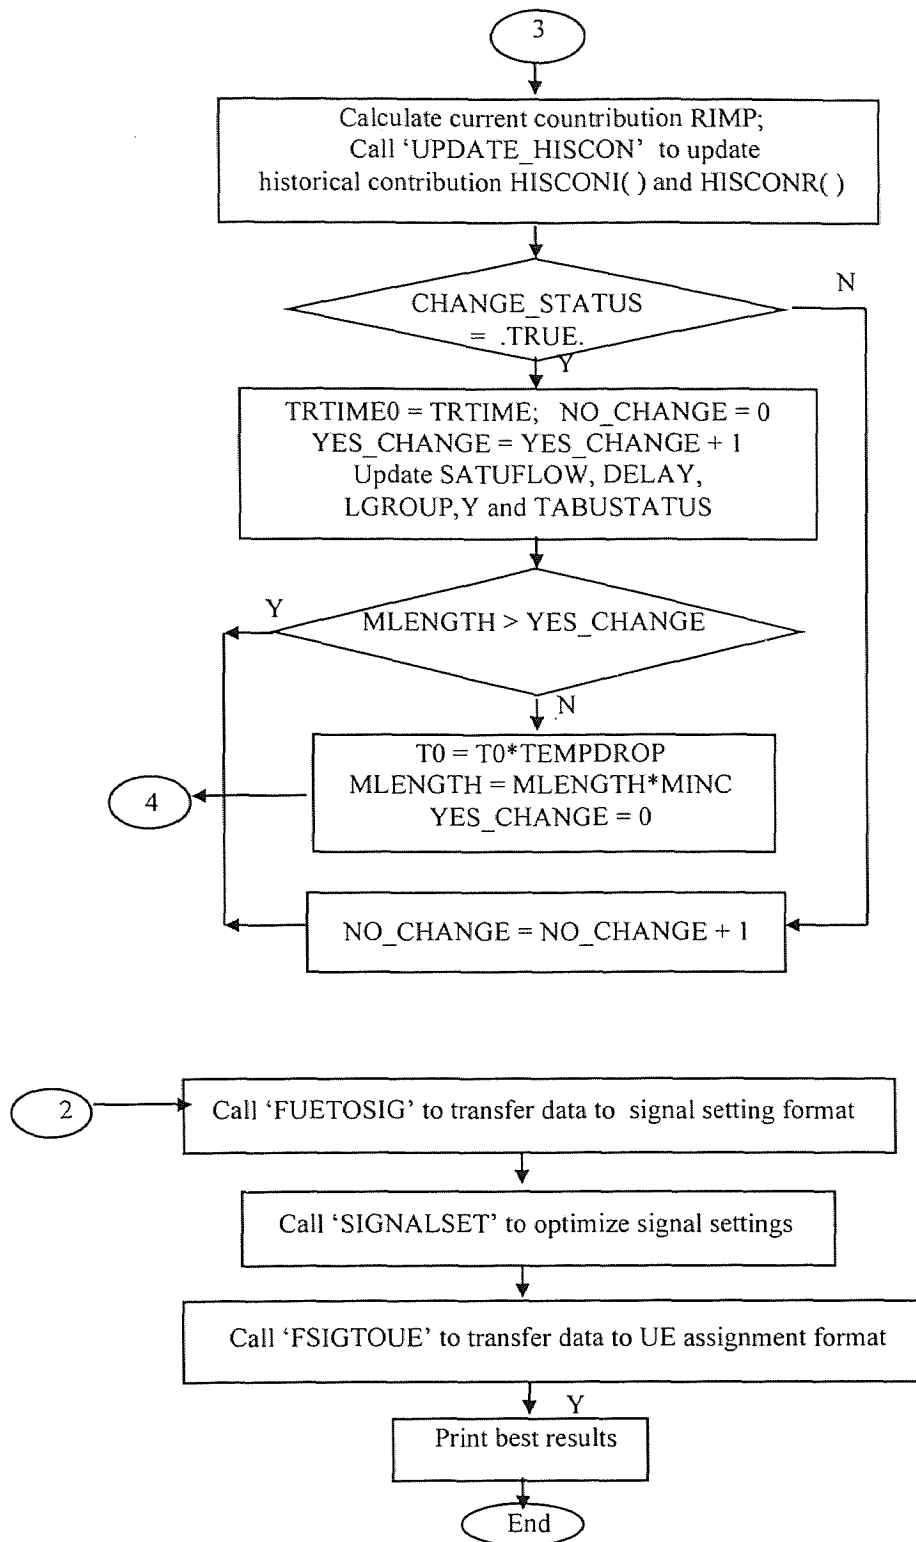 3
Calculate current countribution RIMP;
Call ‘UPDATE_HISCON’ to update
historical contribution HISCONI( ) and HISCONR( )
N
CHANGE_STATUS
= .TRUE.
Y
TRTIME0 = TRTIME; NO_CHANGE = 0
YES_CHANGE = YES_CHANGE + 1
Update SATUFLOW, DELAY,
LGROUP,Y and TABUSTATUS
Y
MLENGTH > YES_CHANGE
N
T0 = T0*TEMPDROP
MLENGTH = MLENGTH*MINC
YES_CHANGE = 0
4
NO_CHANGE = NO_CHANGE + 1
2
Call ‘FUETOSIG’ to transfer data to signal setting format
Call ‘SIGNALSET’ to optimize signal settings
Call ‘FSIGTOUE’ to transfer data to UE assignment format
Y
Print best results
End